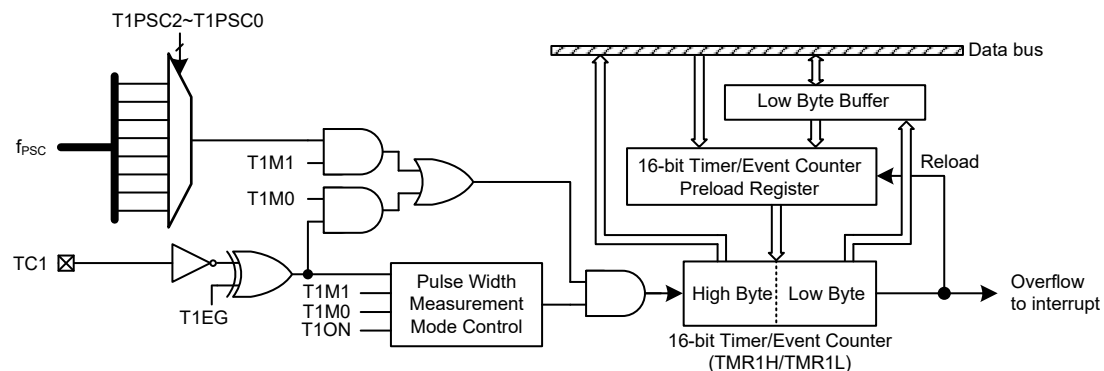 T1PSC2~T1PSC0
Data bus
Low Byte Buffer
fPSC
T1M1
16-bit Timer/Event Counter
Preload Register
Reload
T1M0
TC1
T1EG
T1M1
T1M0
T1ON
Pulse Width
Measurement
Mode Control
High Byte
Low Byte
Overflow
to interrupt
16-bit Timer/Event Counter
(TMR1H/TMR1L)